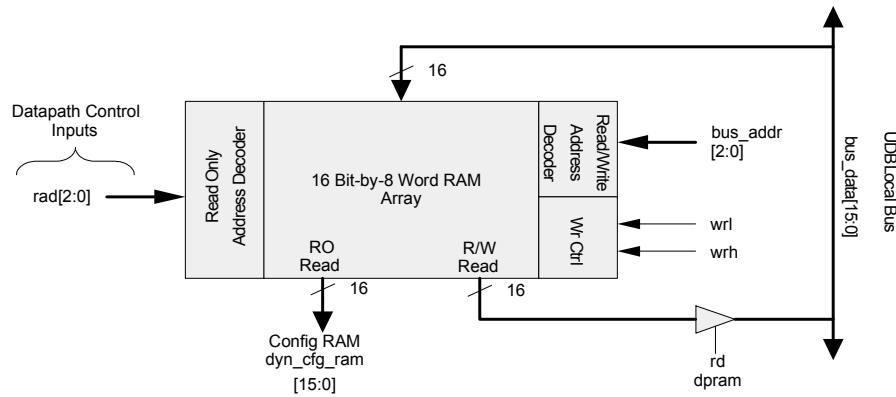 16
Datapath Control
Inputs
rad[2:0]
Read Only
Address Decoder
16 Bit-by-8 Word RAM
Array
RO
Read
R/W
Read
Read/Write
Address
Decoder
Wr Ctrl
bus_addr
[2:0]
wrl
wrh
bus_data[15:0]
UDB Local Bus
16
16
Config RAM
dyn_cfg_ram
[15:0]
rd
dpram